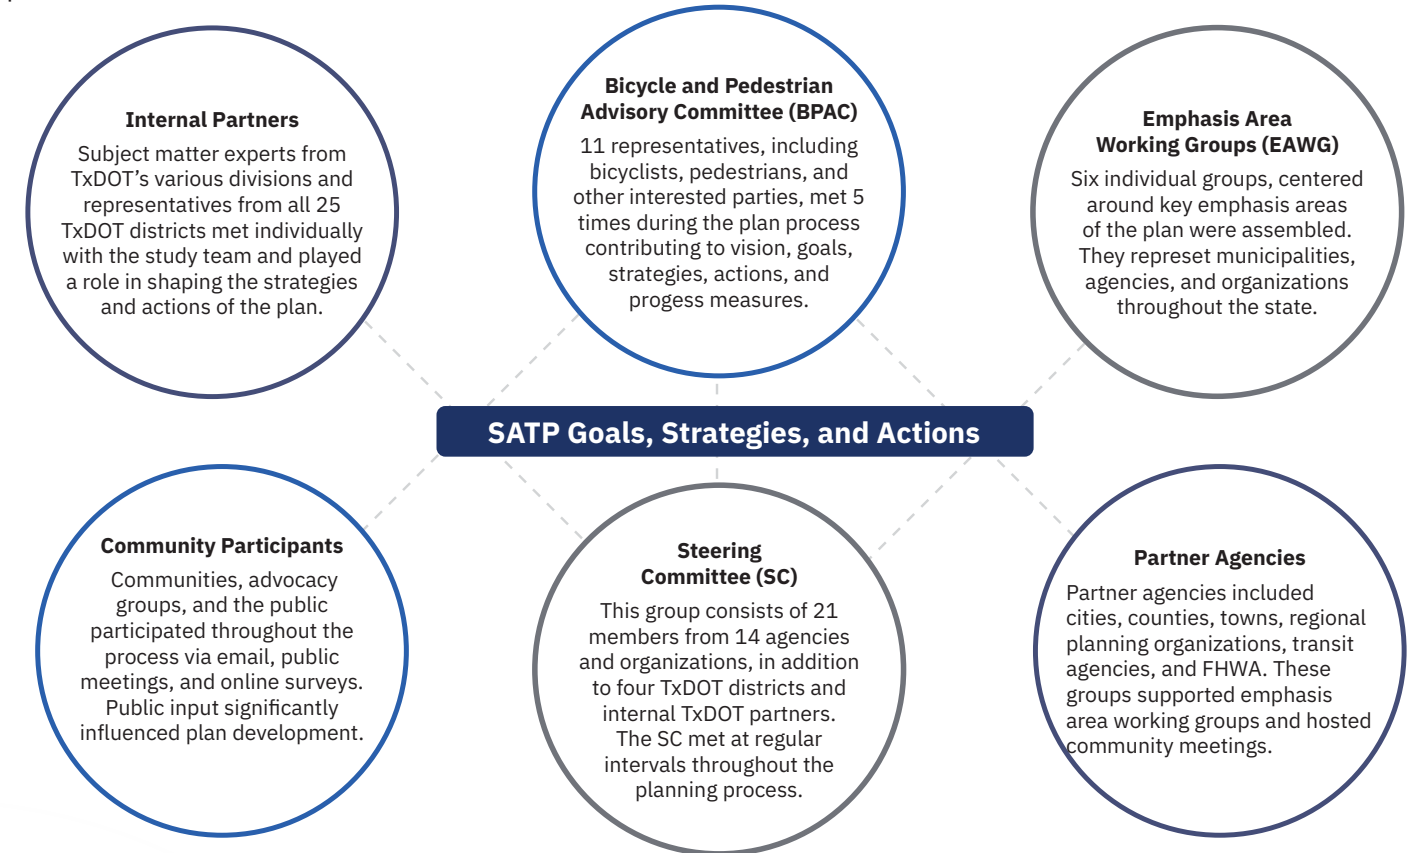 Internal Partners
Subject matter experts from
TxDOT's various divisions and
representatives from all 25
TxDOT districts met individually
with the study team and played
a role in shaping the strategies
and actions of the plan.
Bicycle and Pedestrian
Advisory Committee (BPAC)
11 representatives, including
bicyclists, pedestrians, and
other interested parties, met 5
times during the plan process
contributing to vision, goals,
strategies, actions, and
progess measures.
Emphasis Area
Working Groups (EAWG)
Six individual groups, centered
around key emphasis areas
of the plan were assembled.
They represet municipalities,
agencies, and organizations
throughout the state.
SATP Goals, Strategies, and Actions
Community Participants
Communities, advocacy
groups, and the public
participated throughout the
process via email, public
meetings, and online surveys.
Public input significantly
influenced plan development.
Steering
Committee (SC)
This group consists of 21
members from 14 agencies
and organizations, in addition
to four TxDOT districts and
internal TxDOT partners.
The SC met at regular
intervals throughout the
planning process.
Partner Agencies
Partner agencies included
cities, counties, towns, regional
planning organizations, transit
agencies, and FHWA. These
groups supported emphasis
area working groups and hosted
community meetings.